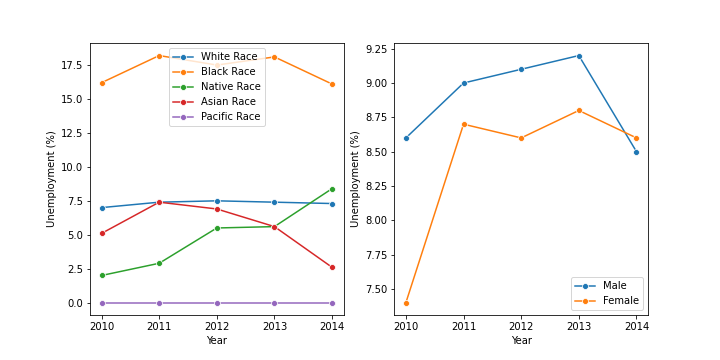 Unemployment (%)
17.5
15.0
12.5
10.0
7.5
5.0
2.5
0.0
White Race
Black Race
Native Race
Asian Race
Pacific Race
2010 2011 2012 2013 2014
Year
Unemployment (%)
9.25
9.00
8.75
8.50
8.25
8.00
7.75
7.50
Male
Female
2010 2011 2012 2013 2014
Year